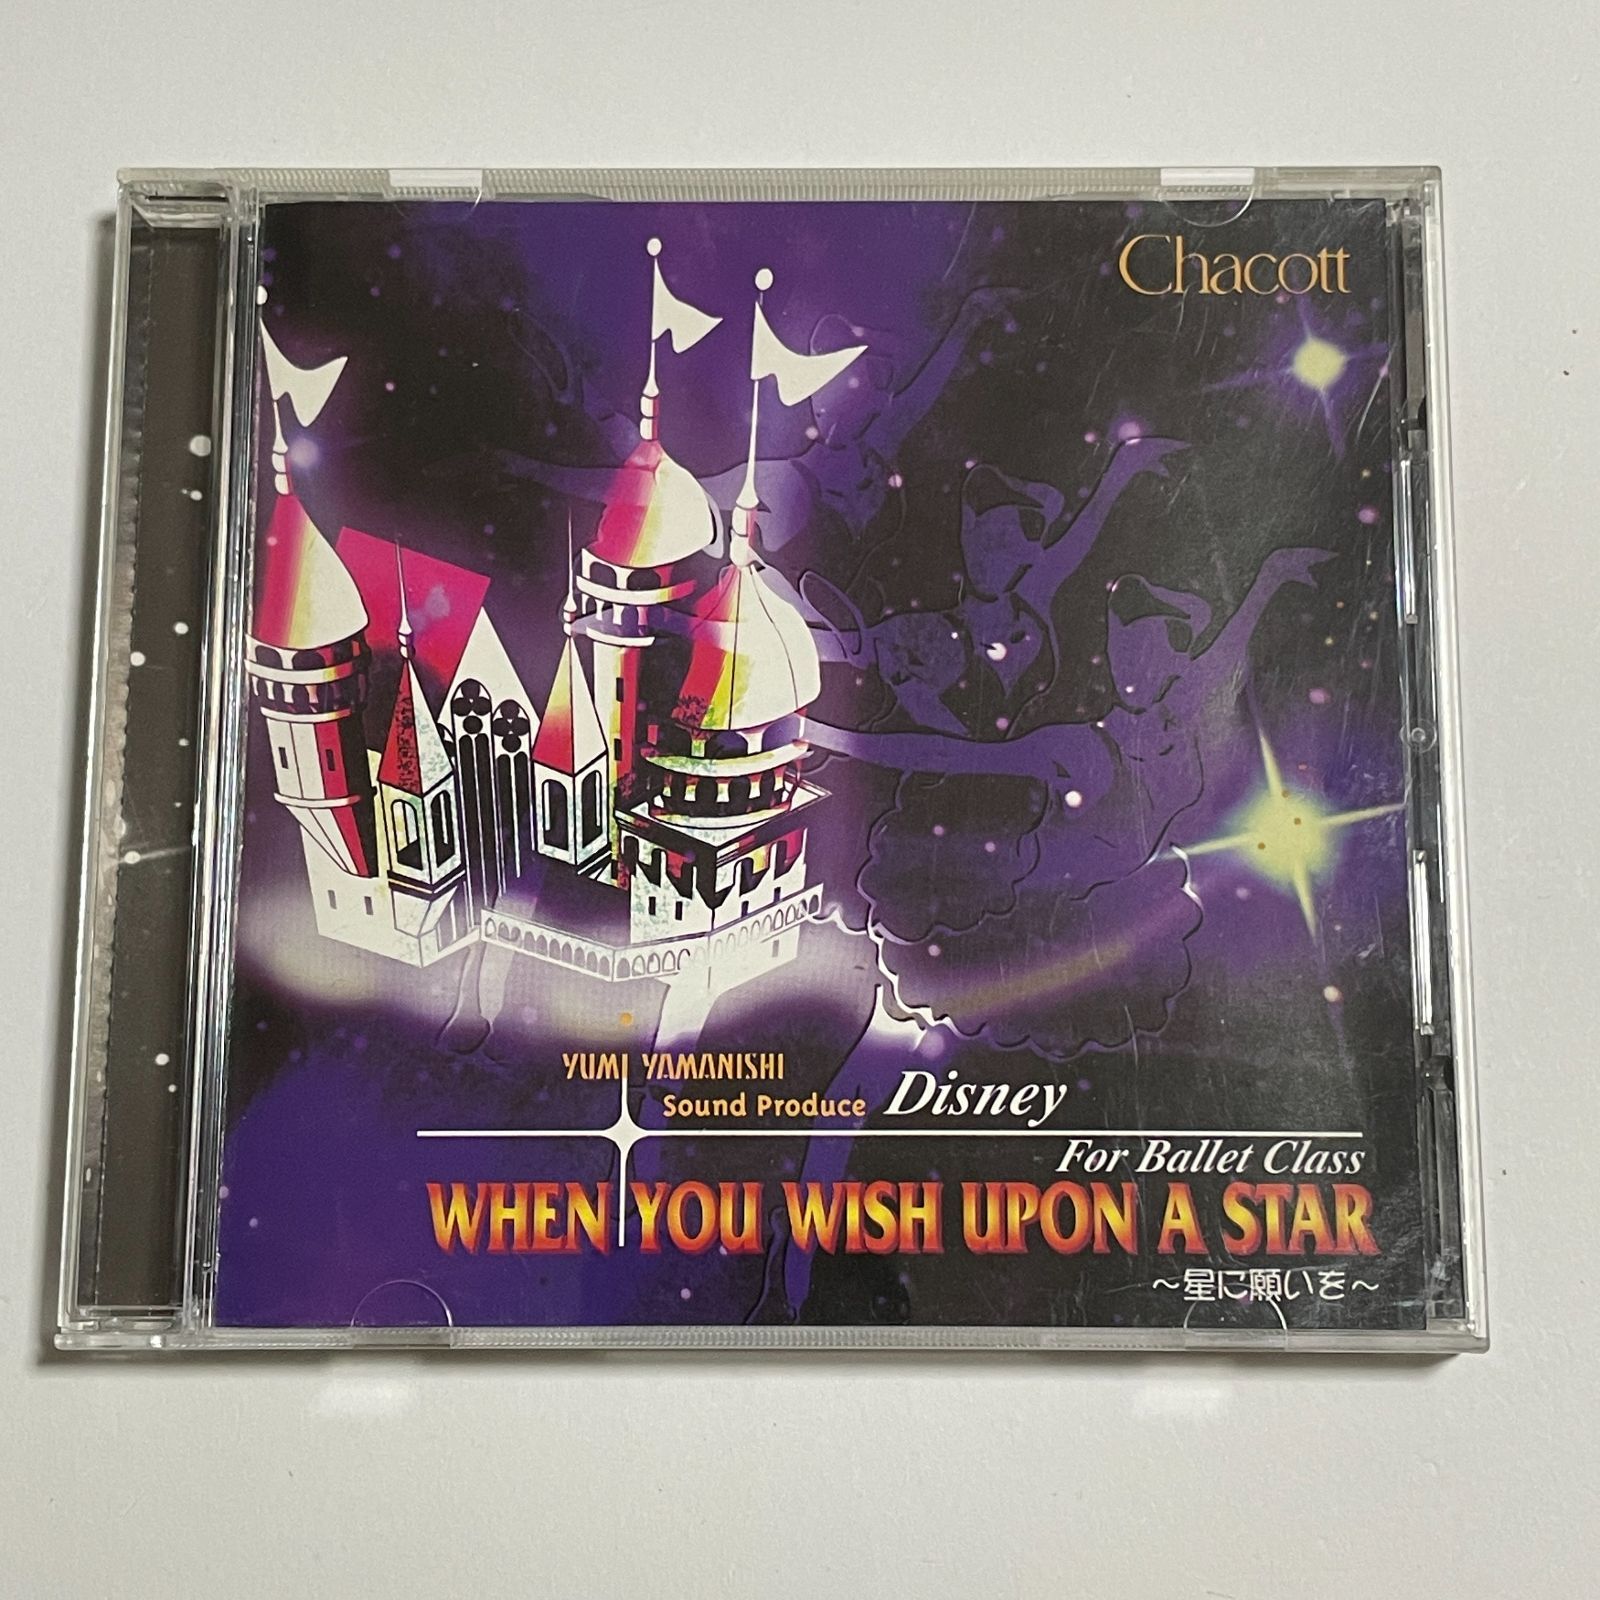 Chacott
YUMI YAMANISHI
Sound Produce Disney
For Ballet Class
WHEN YOU WISH UPON A STAR
～星に願いを～